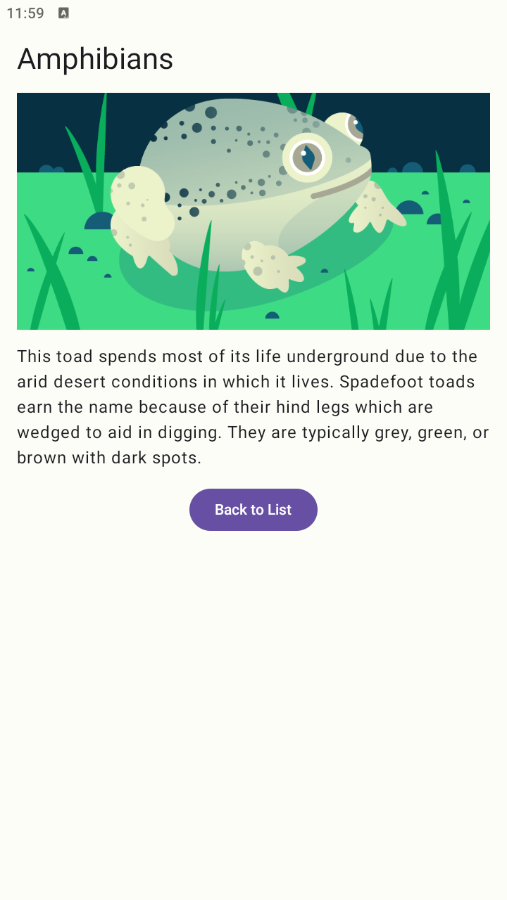 11:59 A
Amphibians
This toad spends most of its life underground due to the
arid desert conditions in which it lives. Spadefoot toads
earn the name because of their hind legs which are
wedged to aid in digging. They are typically grey, green, or
brown with dark spots.
Back to List